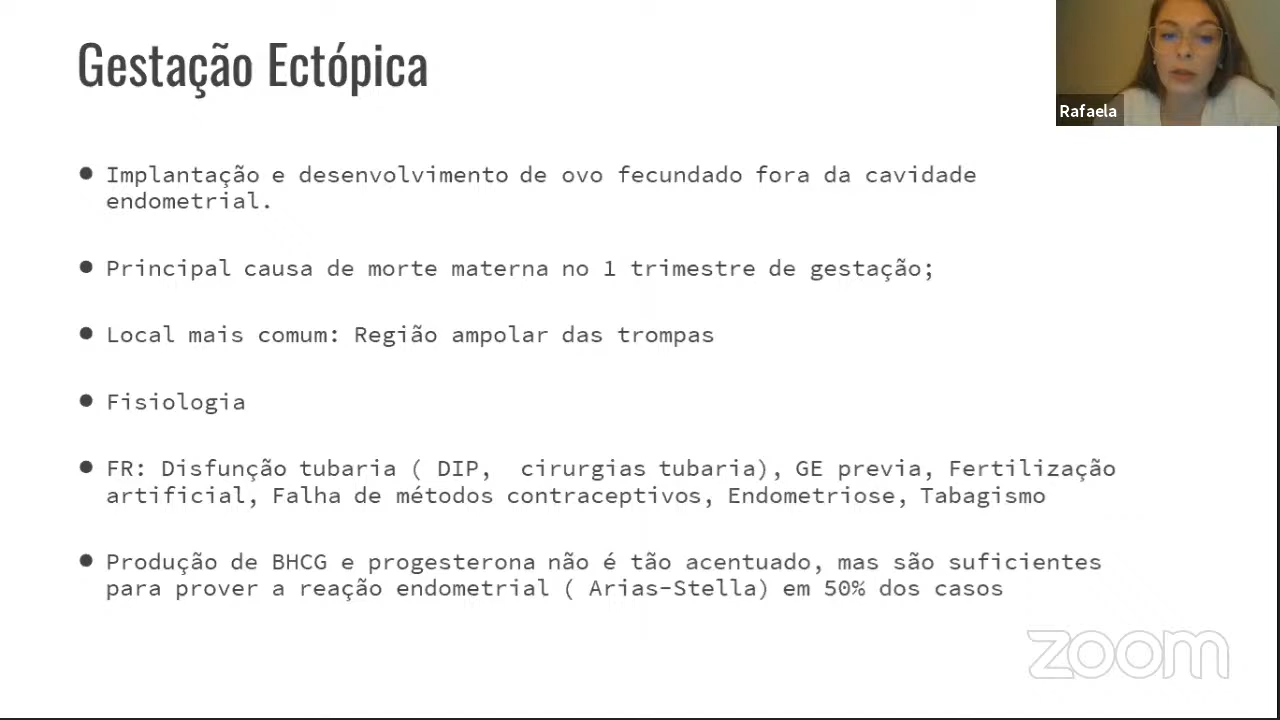 Gestação Ectópica
Rafaela
● Implantação e desenvolvimento de ovo fecundado fora da cavidade
endometrial.
● Principal causa de morte materna no 1 trimestre de gestação;
● Local mais comum: Região ampolar das trompas
● Fisiologia
● FR: Disfunção tubaria ( DIP,  cirurgias tubaria), GE previa, Fertilização
artificial, Falha de métodos contraceptivos, Endometriose, Tabagismo
● Produção de BHCG e progesterona não é tão acentuado, mas são suficientes
para prover a reação endometrial ( Arias-Stella) em 50% dos casos
zoom